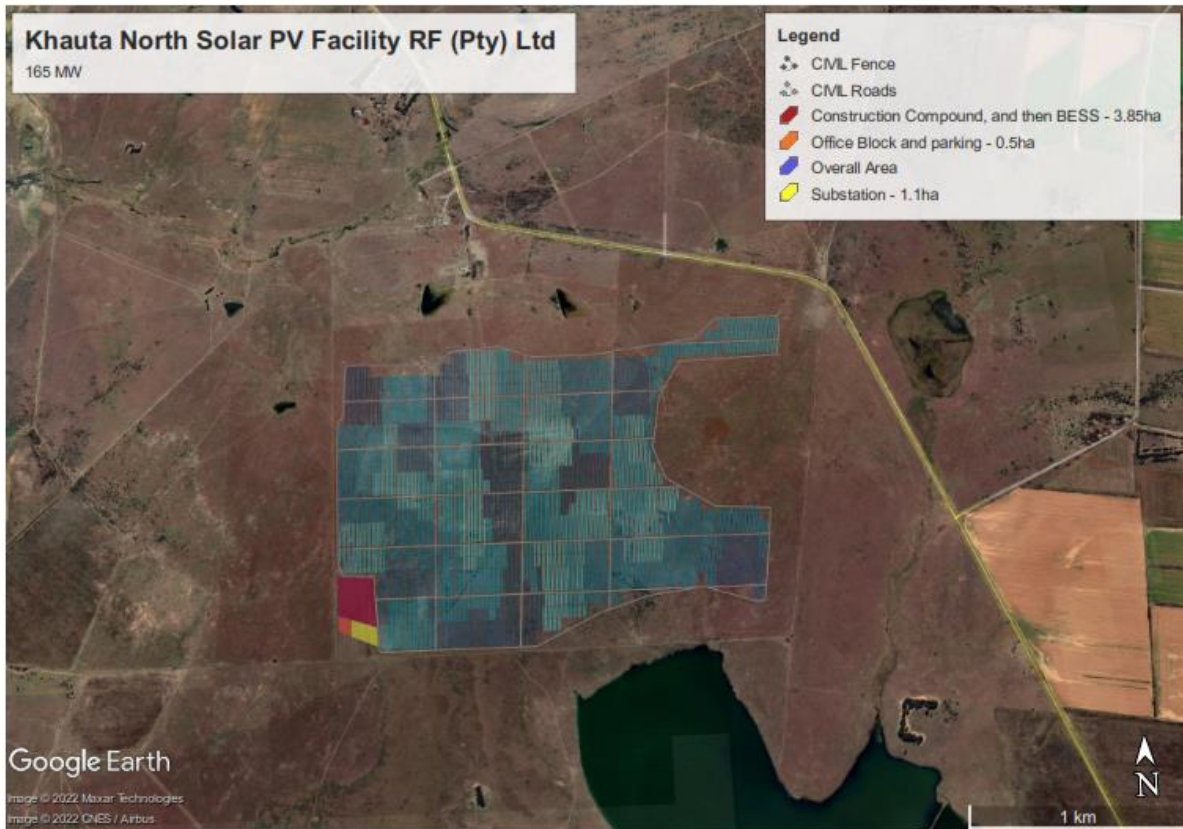 Khauta North Solar PV Facility RF (Pty) Ltd
165 MW
Legend
CIVIL Fence
CIVIL Roads
Construction Compound, and then BESS - 3.85ha
Office Block and parking - 0.5ha
Overall Area
Substation - 1.1ha
Google Earth
Image © 2022 Maxar Technologies
Image © 2022 CNES / Airbus
N
1 km